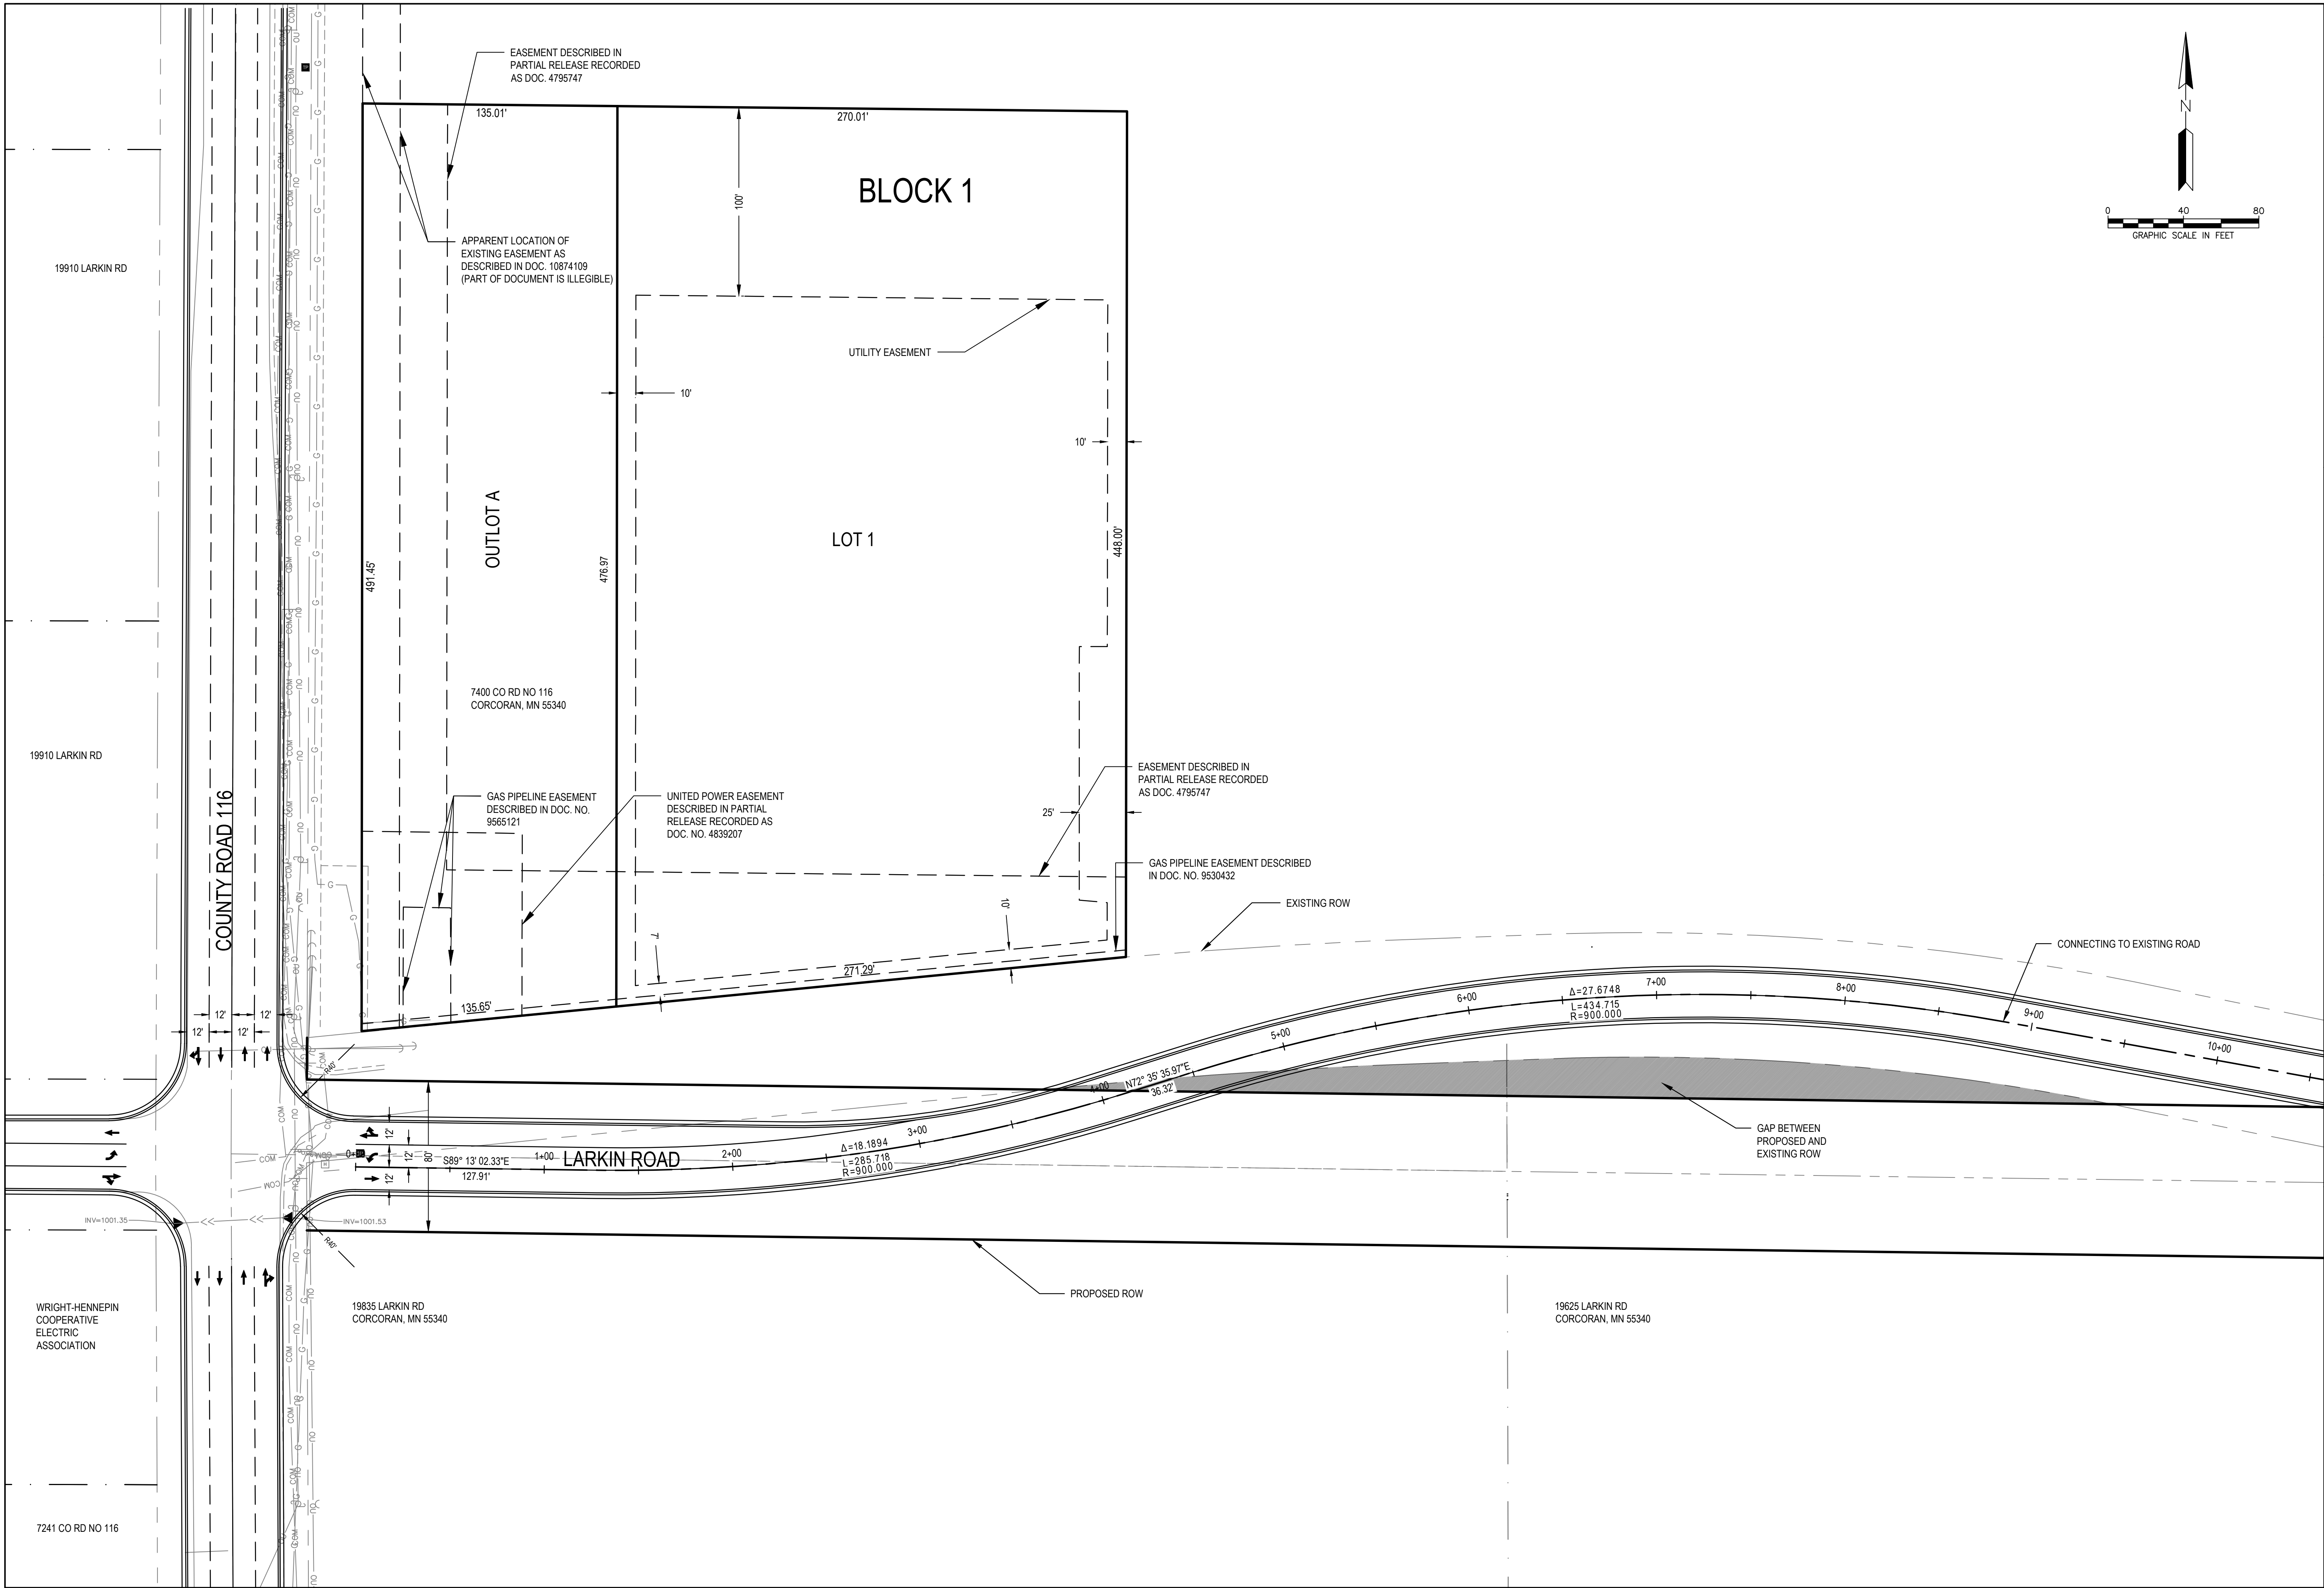 EASEMENT DESCRIBED IN
PARTIAL RELEASE RECORDED
AS DOC. 4795747
135.01'
270.01'
N
0 40 80
GRAPHIC SCALE IN FEET
BLOCK 1
100'
APPARENT LOCATION OF
EXISTING EASEMENT AS
DESCRIBED IN DOC. 10874109
(PART OF DOCUMENT IS ILLEGIBLE)
19910 LARKIN RD
UTILITY EASEMENT
10'
10'
OUTLOT A
LOT 1
491.45'
476.97
448.00'
7400 CO RD NO 116
CORCORAN, MN 55340
19910 LARKIN RD
COUNTY ROAD 116
GAS PIPELINE EASEMENT
DESCRIBED IN DOC. NO.
9565121
UNITED POWER EASEMENT
DESCRIBED IN PARTIAL
RELEASE RECORDED AS
DOC. NO. 4839207
EASEMENT DESCRIBED IN
PARTIAL RELEASE RECORDED
AS DOC. 4795747
25'
GAS PIPELINE EASEMENT DESCRIBED
IN DOC. NO. 9530432
EXISTING ROW
CONNECTING TO EXISTING ROAD
7'
10'
271.29'
135.65'
12' 12'
12' 12'
R40'
80'
12'
12'
12'
S89° 13' 02.33"E
127.91'
LARKIN ROAD
1+00
2+00
3+00
4+00
5+00
6+00
7+00
8+00
9+00
10+00
Δ=18.1894
L=285.718
R=900.000
N72° 35' 35.97"E
36.32'
Δ=27.6748
L=434.715
R=900.000
GAP BETWEEN
PROPOSED AND
EXISTING ROW
INV=1001.35
INV=1001.53
R40'
PROPOSED ROW
WRIGHT-HENNEPIN
COOPERATIVE
ELECTRIC
ASSOCIATION
19835 LARKIN RD
CORCORAN, MN 55340
19625 LARKIN RD
CORCORAN, MN 55340
7241 CO RD NO 116
COM
G
OU